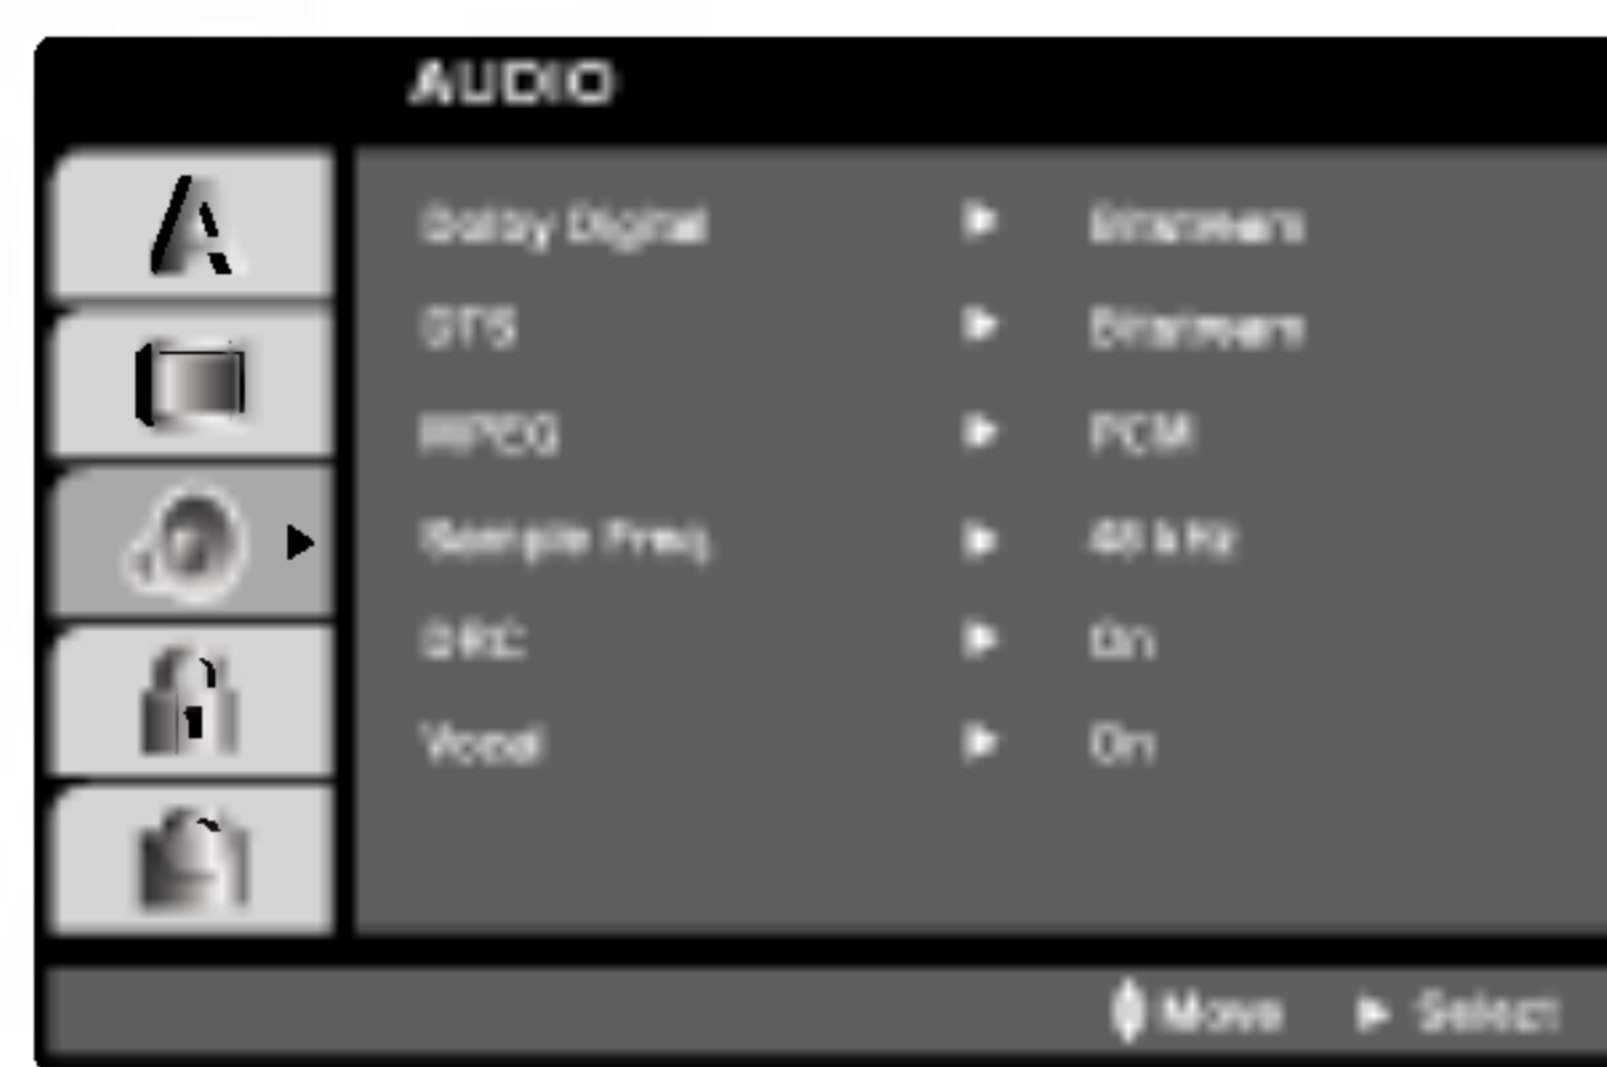 AUDIO
Dolby Digital Bitstream
DTS Bitstream
MPEG PCM
Sample Freq. 48 kHz
DRC On
Vocal On
Move Select